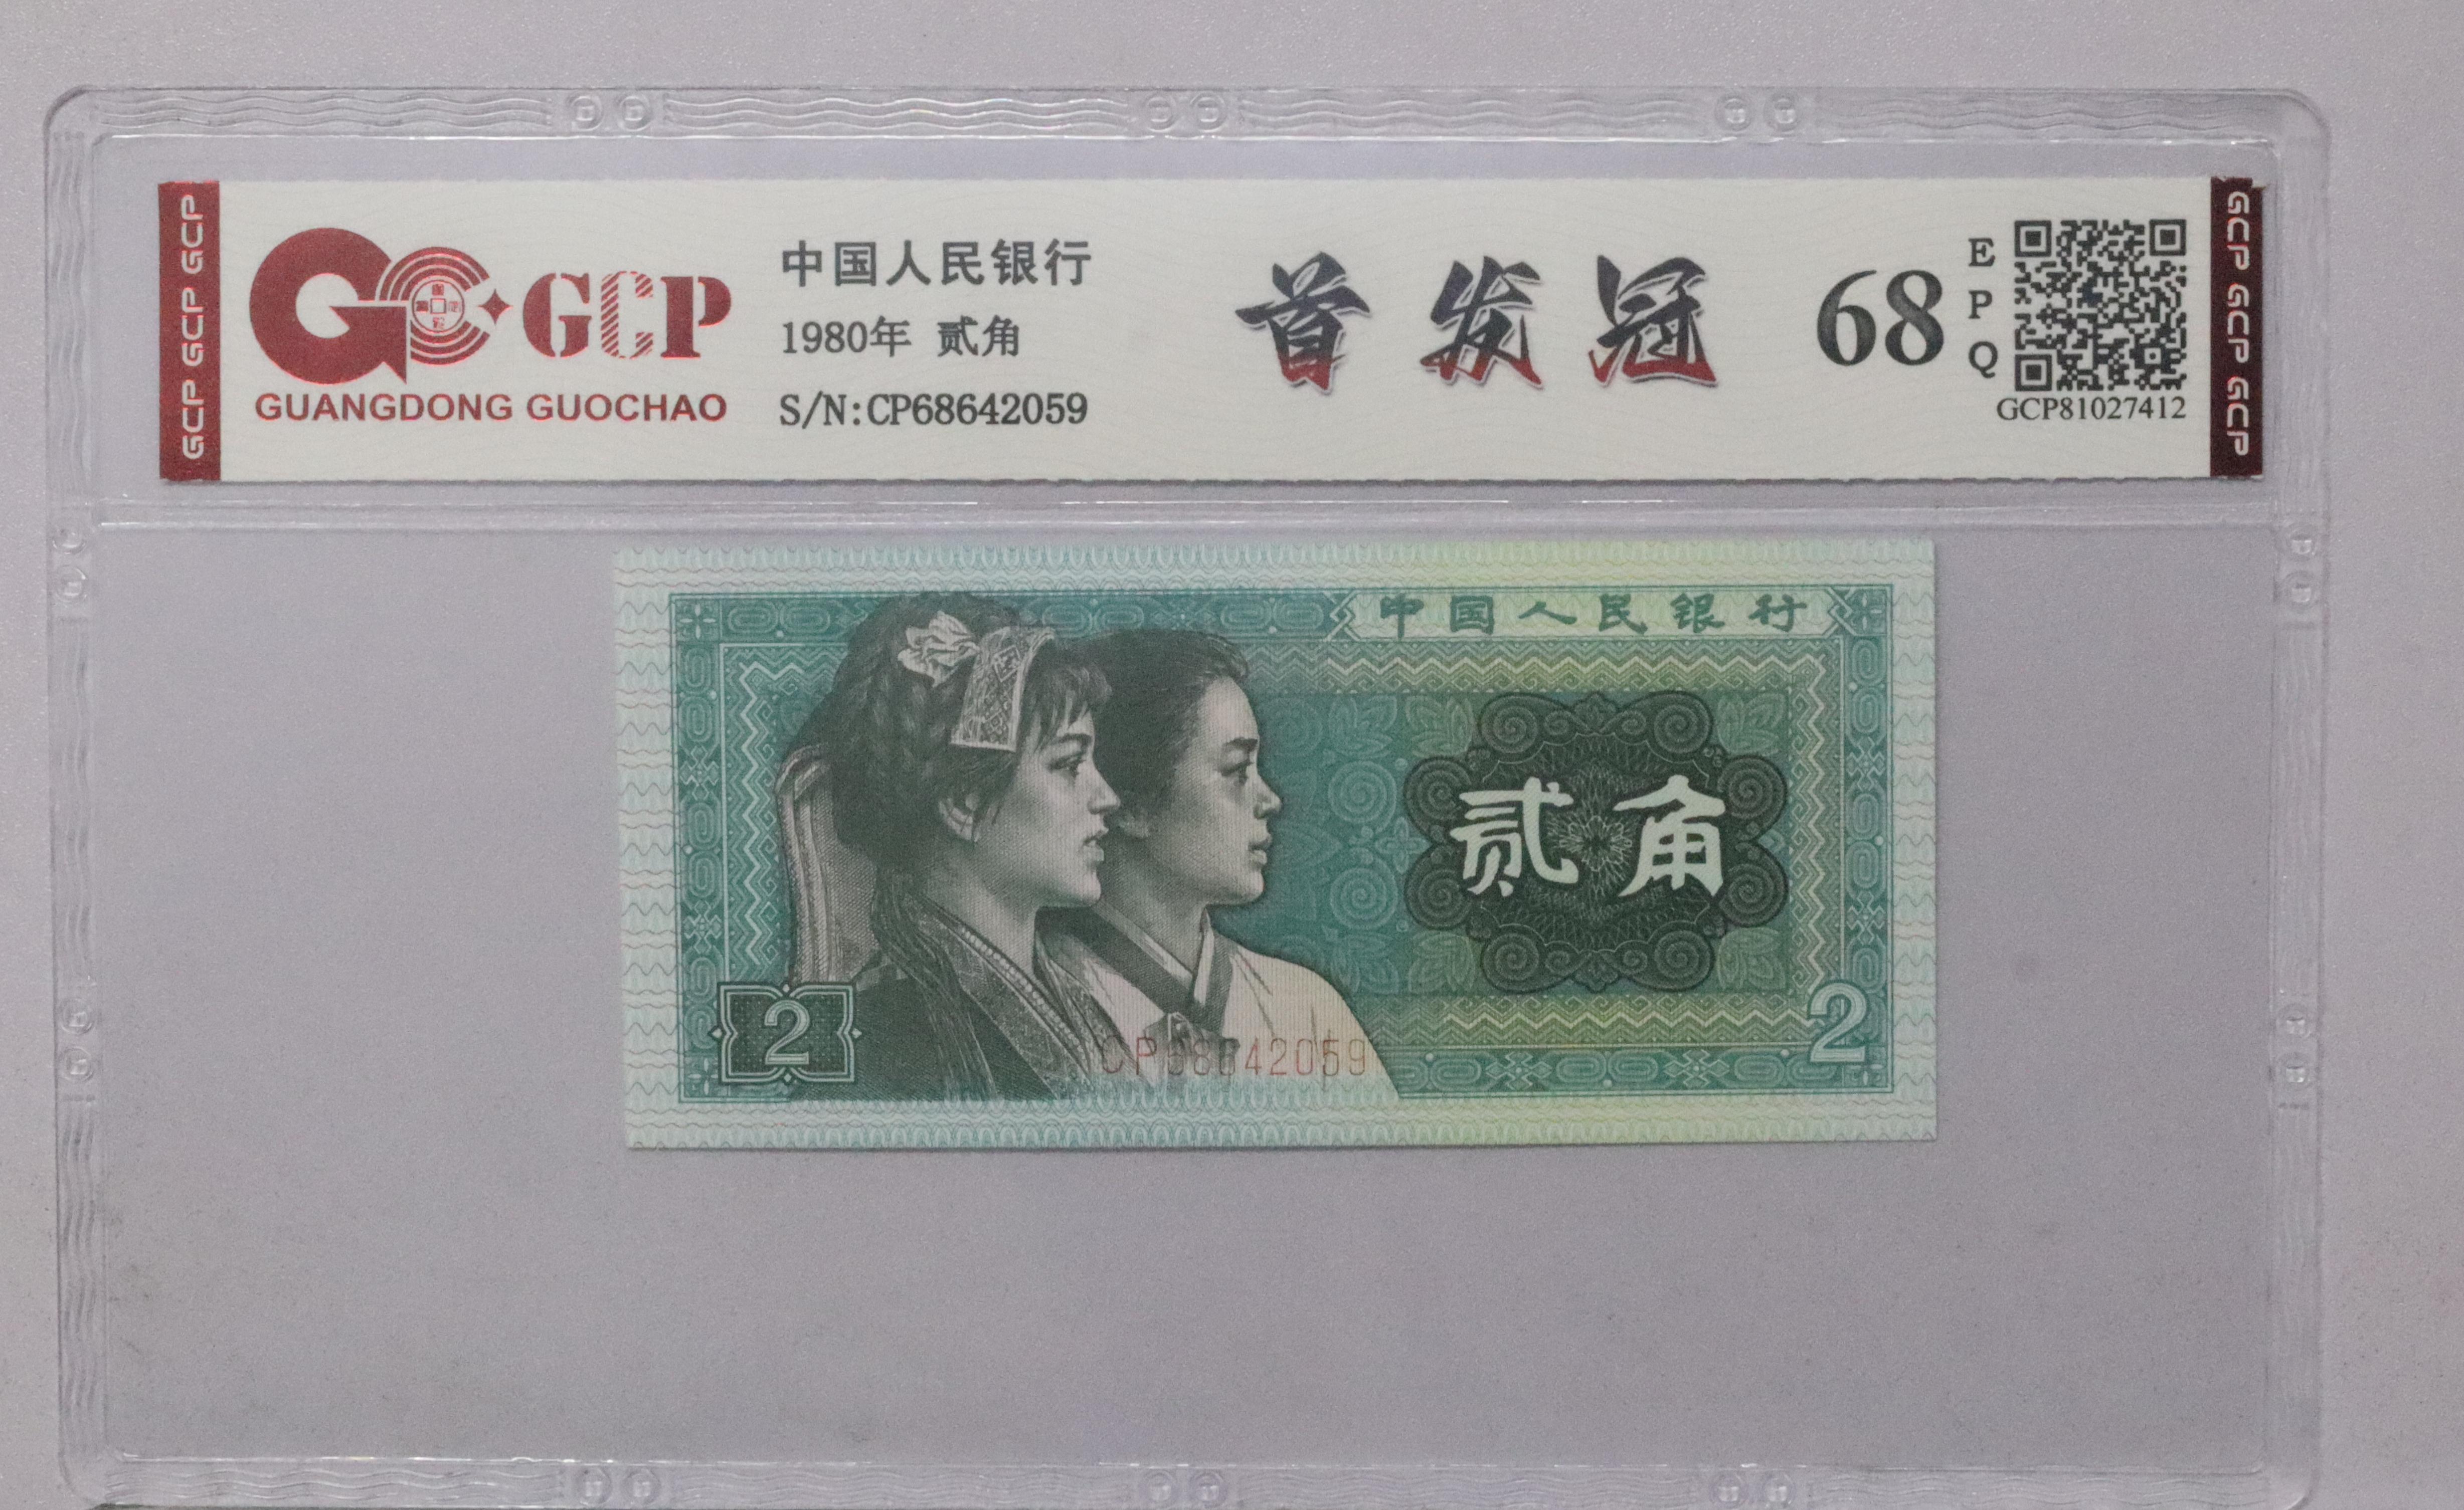 GCP GCP GCP
GCP
GUANGDONG GUOCHAO
中国人民银行
1980年 贰角
S/N:CP68642059
首发冠
68
EPQ
GCP81027412
GCP GCP GCP
中国人民银行
贰角
2
CP68642059
2